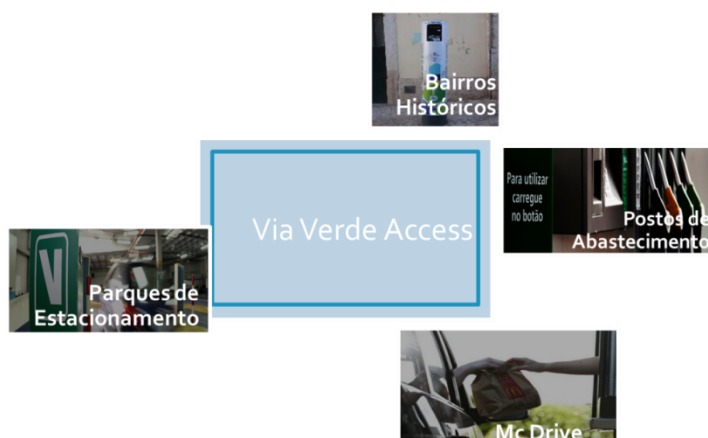 Bairros
Históricos
Para utilizar
carregue
no botão
Via Verde Access
Postos de
Abastecimento
V
Parques de
Estacionamento
Mc Drive